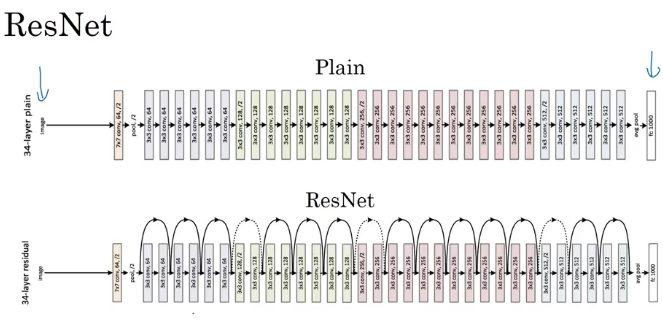 ResNet
Plain
34-layer plain
image
7x7 conv, 64, /2
pool, /2
3x3 conv, 64
3x3 conv, 64
3x3 conv, 64
3x3 conv, 64
3x3 conv, 64
3x3 conv, 64
3x3 conv, 128, /2
3x3 conv, 128
3x3 conv, 128
3x3 conv, 128
3x3 conv, 128
3x3 conv, 128
3x3 conv, 128
3x3 conv, 128
3x3 conv, 256, /2
3x3 conv, 256
3x3 conv, 256
3x3 conv, 256
3x3 conv, 256
3x3 conv, 256
3x3 conv, 256
3x3 conv, 256
3x3 conv, 256
3x3 conv, 256
3x3 conv, 256
3x3 conv, 256
3x3 conv, 512, /2
3x3 conv, 512
3x3 conv, 512
3x3 conv, 512
3x3 conv, 512
3x3 conv, 512
avg pool
fc 1000
ResNet
34-layer residual
image
7x7 conv, 64, /2
pool, /2
3x3 conv, 64
3x3 conv, 64
3x3 conv, 64
3x3 conv, 64
3x3 conv, 64
3x3 conv, 64
3x3 conv, 128, /2
3x3 conv, 128
3x3 conv, 128
3x3 conv, 128
3x3 conv, 128
3x3 conv, 128
3x3 conv, 128
3x3 conv, 128
3x3 conv, 256, /2
3x3 conv, 256
3x3 conv, 256
3x3 conv, 256
3x3 conv, 256
3x3 conv, 256
3x3 conv, 256
3x3 conv, 256
3x3 conv, 256
3x3 conv, 256
3x3 conv, 256
3x3 conv, 256
3x3 conv, 512, /2
3x3 conv, 512
3x3 conv, 512
3x3 conv, 512
3x3 conv, 512
3x3 conv, 512
avg pool
fc 1000